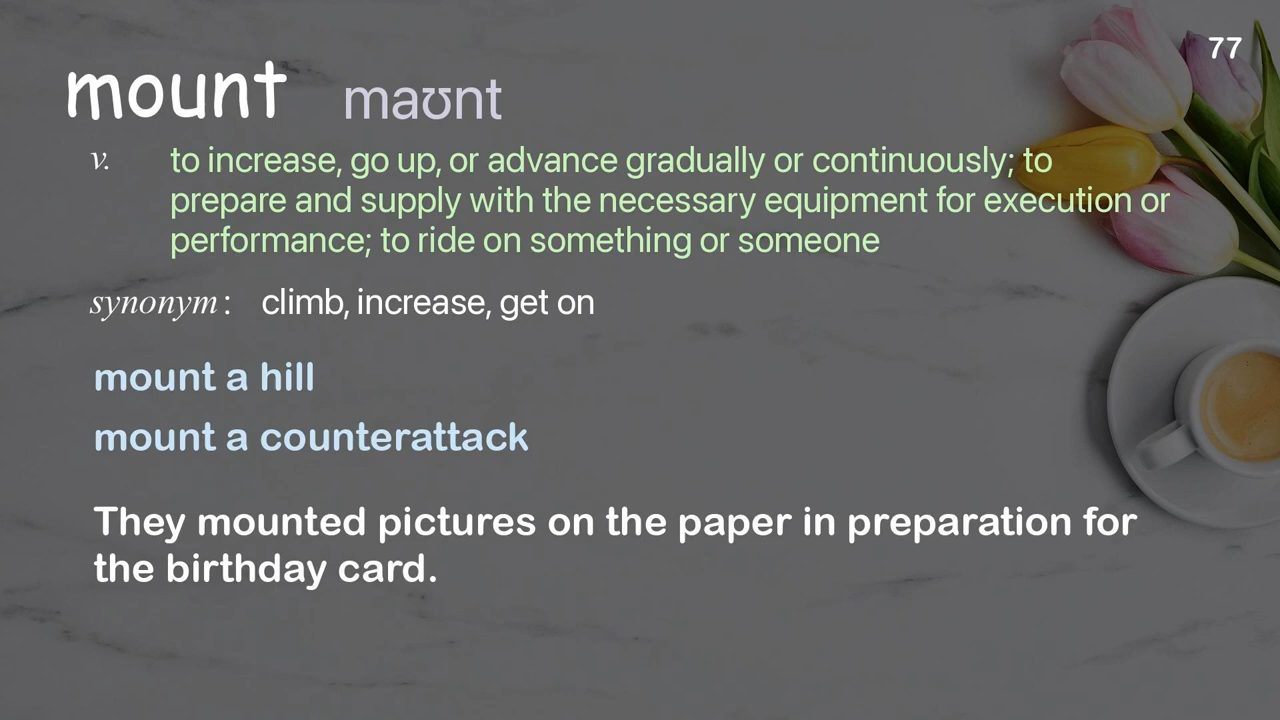 77
mount maʊnt
v. to increase, go up, or advance gradually or continuously; to
prepare and supply with the necessary equipment for execution or
performance; to ride on something or someone
synonym: climb, increase, get on
mount a hill
mount a counterattack
They mounted pictures on the paper in preparation for
the birthday card.